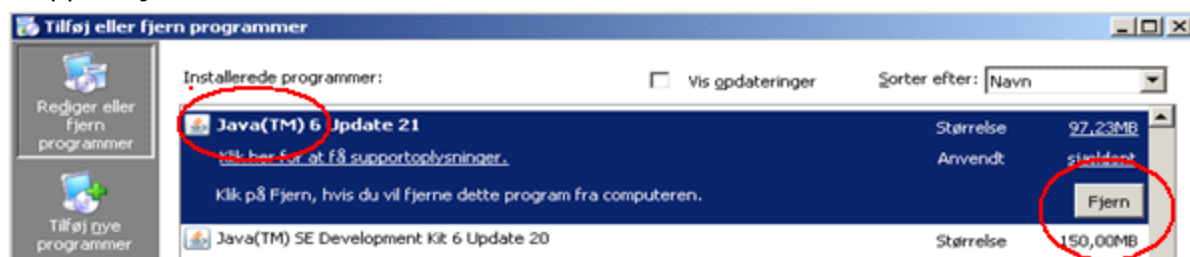 Tilføj eller fjern programmer
Rediger eller
fjern
programmer
Tilføj nye
programmer
Installerede programmer:
Vis opdateringer
Sorter efter: Navn
Java(TM) 6 Update 21
Størrelse 97,23MB
Klik her for at få supportoplysninger.
Anvendt sjældent
Klik på Fjern, hvis du vil fjerne dette program fra computeren.
Fjern
Java(TM) SE Development Kit 6 Update 20
Størrelse 150,00MB